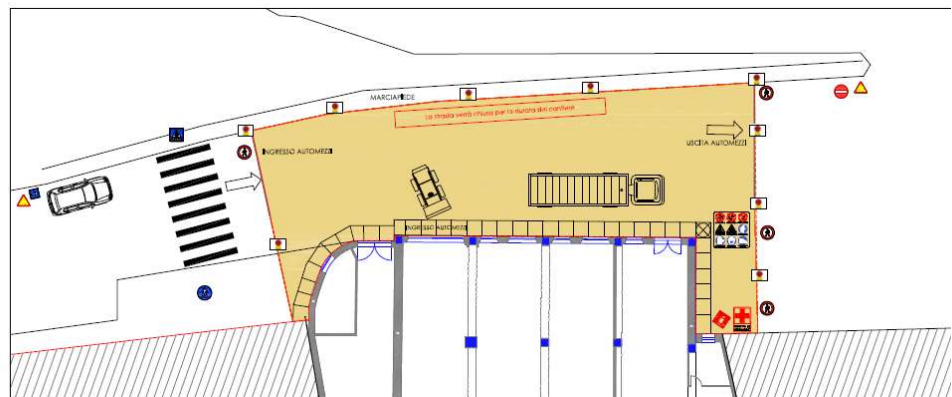 MARCIAPIEDE
La strada verrà chiusa per la durata del cantiere
INGRESSO AUTOMEZZI
USCITA AUTOMEZZI
INGRESSO AUTOMEZZI